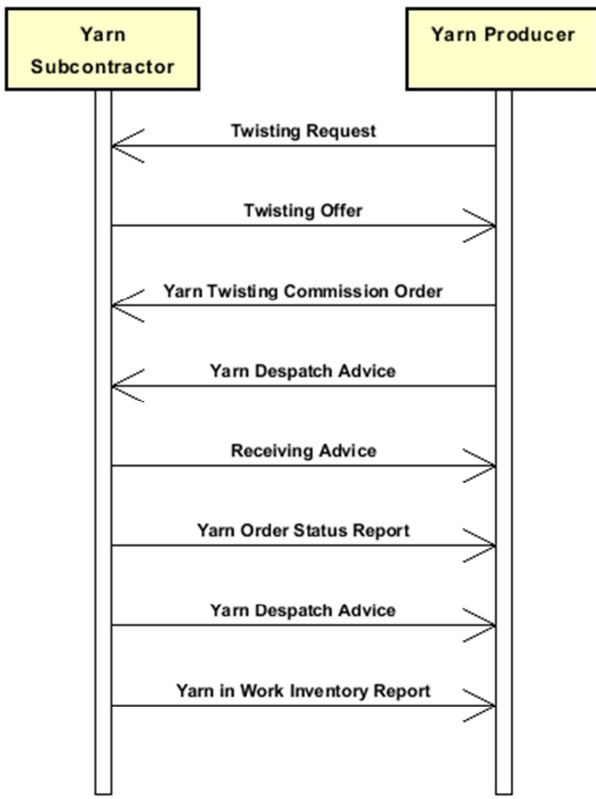 Yarn
Subcontractor
Yarn Producer
Twisting Request
Twisting Offer
Yarn Twisting Commission Order
Yarn Despatch Advice
Receiving Advice
Yarn Order Status Report
Yarn Despatch Advice
Yarn in Work Inventory Report